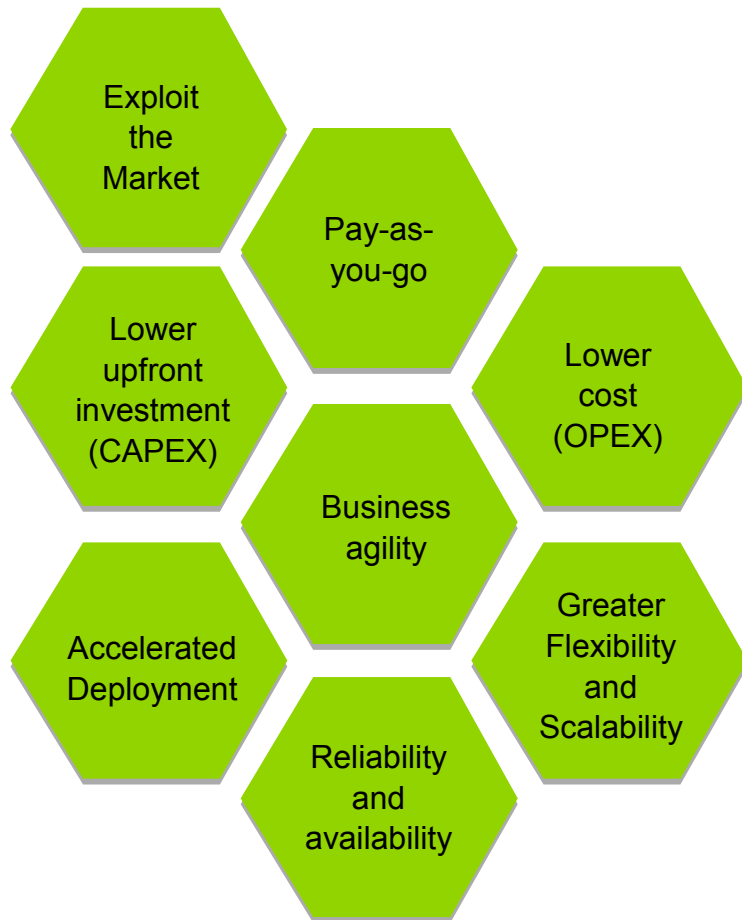 Exploit
the
Market
Pay-as-
you-go
Lower
upfront
investment
(CAPEX)
Lower
cost
(OPEX)
Business
agility
Accelerated
Deployment
Greater
Flexibility
and
Scalability
Reliability
and
availability